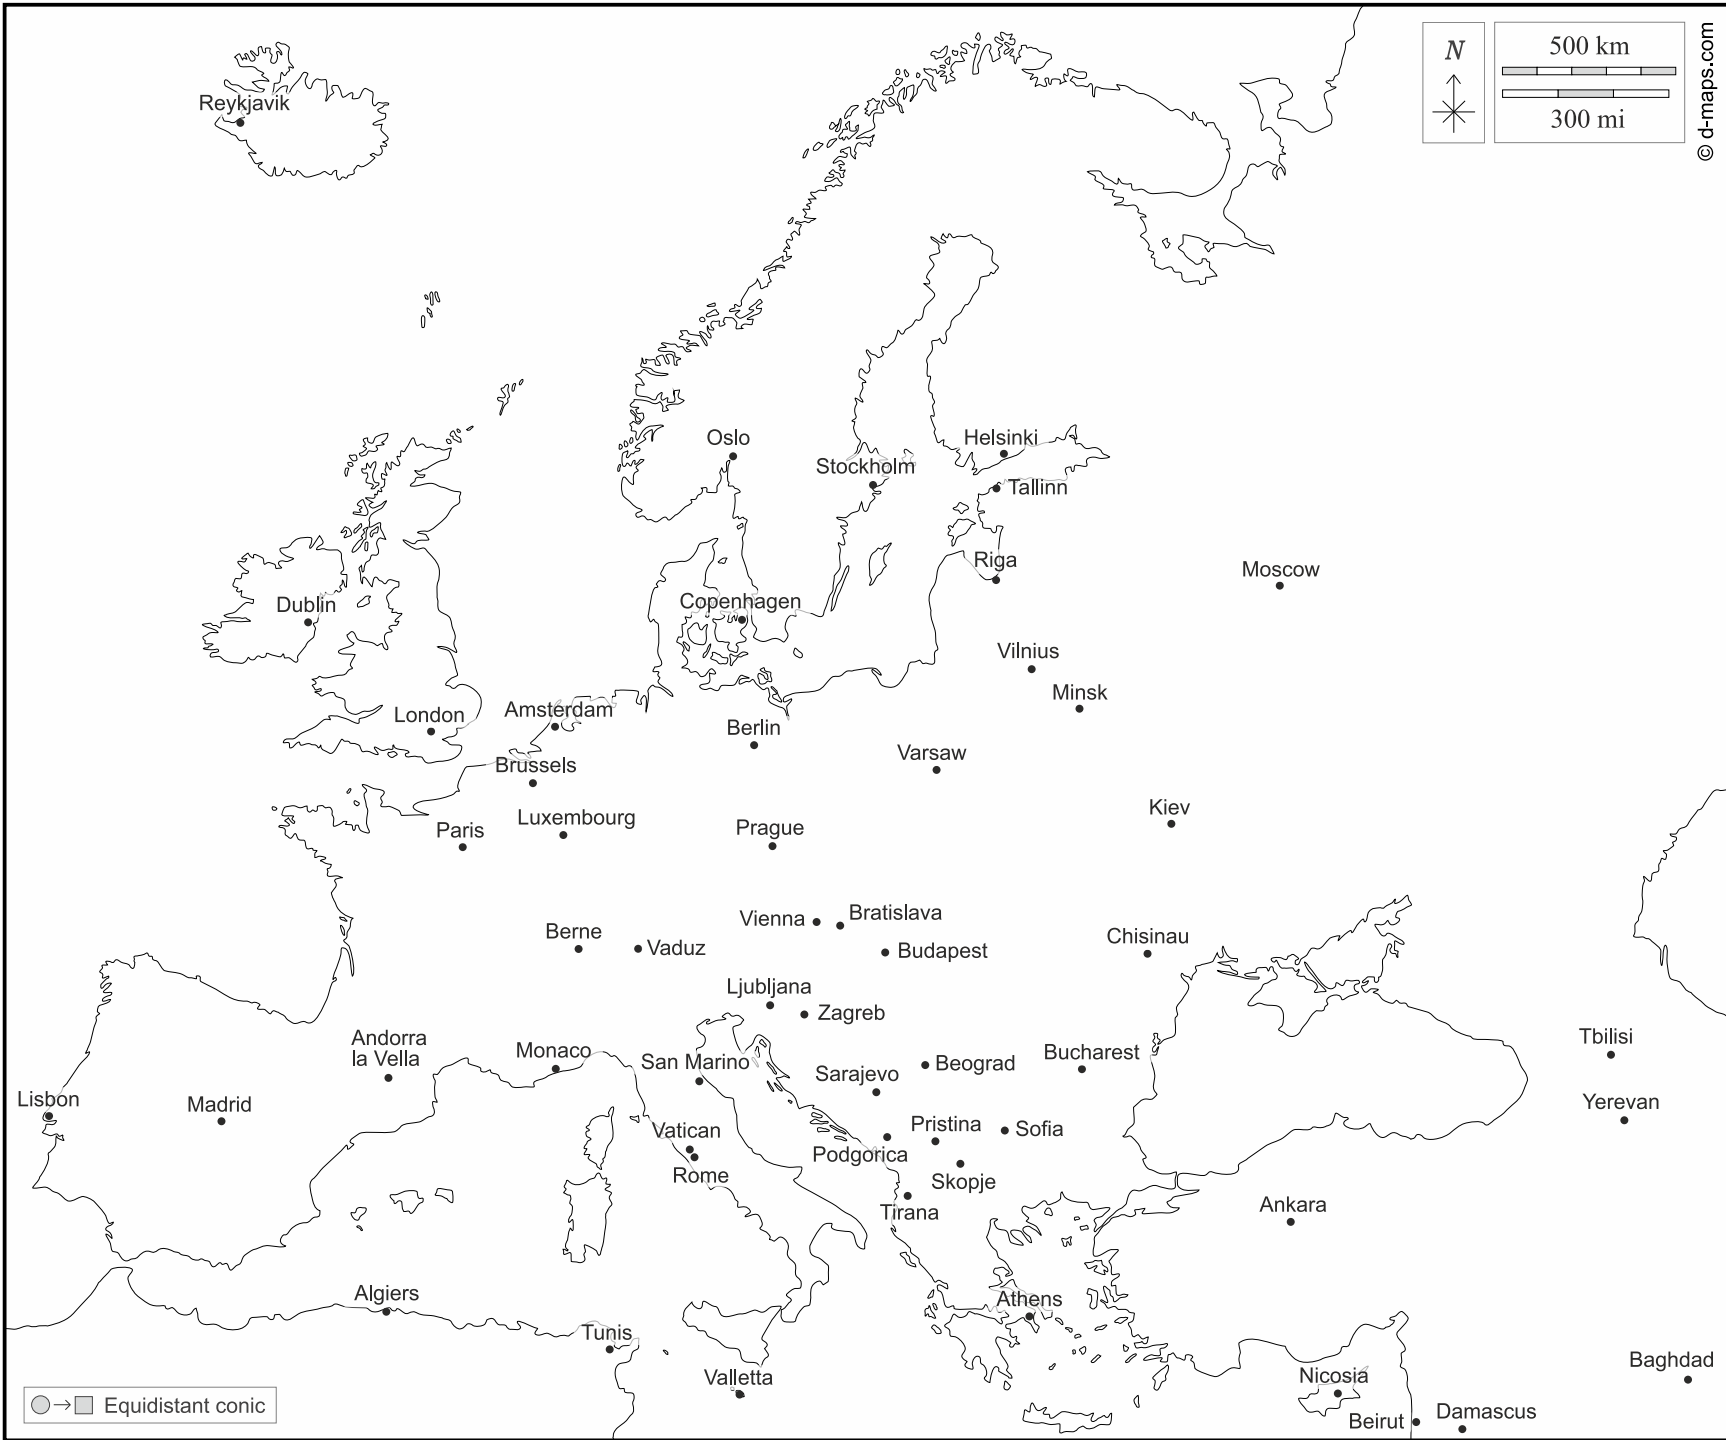 500 km
N
300 mi
© d-maps.com
Reykjavik
Oslo
Helsinki
Stockholm
Tallinn
Riga
Moscow
Copenhagen
Dublin
Vilnius
Minsk
London
Amsterdam
Berlin
Varsaw
Brussels
Kiev
Luxembourg
Paris
Prague
Vienna
Bratislava
Berne
Vaduz
Budapest
Chisinau
Ljubljana
Zagreb
Andorra
la Vella
Tbilisi
Monaco
San Marino
Beograd
Bucharest
Sarajevo
Lisbon
Madrid
Yerevan
Vatican
Pristina
Sofia
Podgorica
Rome
Skopje
Tirana
Ankara
Algiers
Athens
Tunis
Valletta
Nicosia
Baghdad
Equidistant conic
Beirut
Damascus